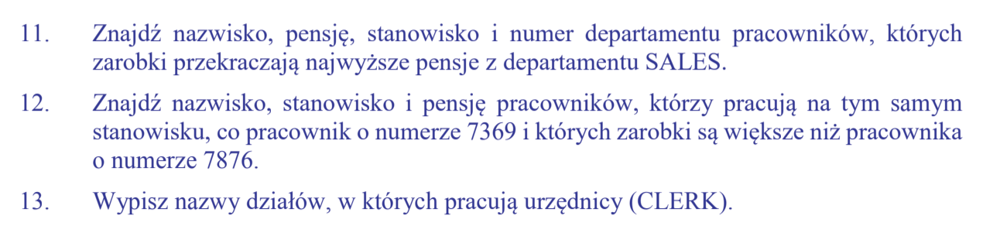 11. Znajdź nazwisko, pensję, stanowisko i numer departamentu pracowników, których
zarobki przekraczają najwyższe pensje z departamentu SALES.
12. Znajdź nazwisko, stanowisko i pensję pracowników, którzy pracują na tym samym
stanowisku, co pracownik o numerze 7369 i których zarobki są większe niż pracownika
o numerze 7876.
13. Wypisz nazwy działów, w których pracują urzędnicy (CLERK).